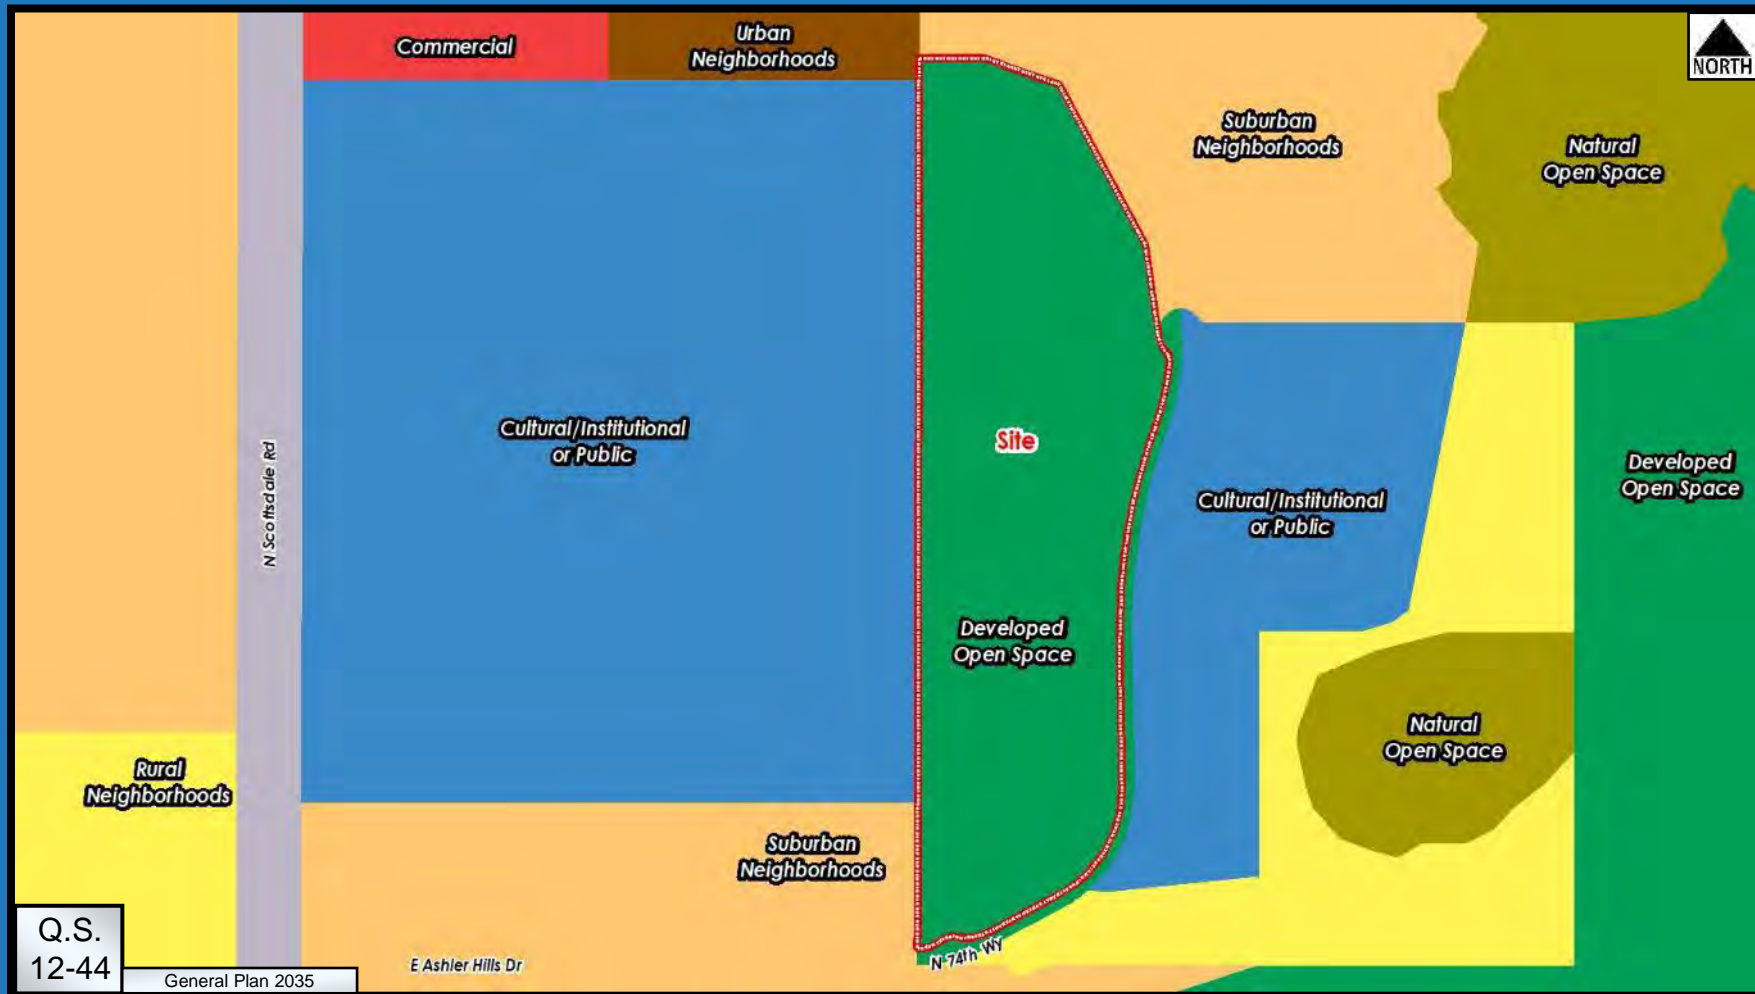 Commercial
Urban
Neighborhoods
NORTH
Suburban
Neighborhoods
Natural
Open Space
Cultural/Institutional
or Public
Site
N Scottsdale Rd
Developed
Open Space
Cultural/Institutional
or Public
Developed
Open Space
Natural
Open Space
Rural
Neighborhoods
Suburban
Neighborhoods
Q.S.
12-44
General Plan 2035
E Ashler Hills Dr
N 74th Wy